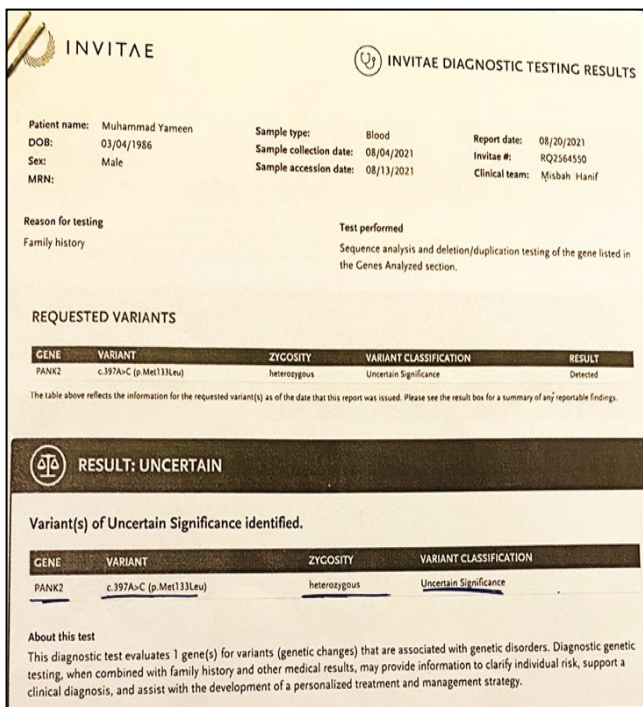 INVITAE
INVITAE DIAGNOSTIC TESTING RESULTS
Patient name: Muhammad Yameen
DOB: 03/04/1986
Sex: Male
MRN:
Sample type: Blood
Sample collection date: 08/04/2021
Sample accession date: 08/13/2021
Report date: 08/20/2021
Invitae #: RQ2564550
Clinical team: Misbah Hanif
Reason for testing
Family history
Test performed
Sequence analysis and deletion/duplication testing of the gene listed in
the Genes Analyzed section.
REQUESTED VARIANTS
GENE VARIANT ZYGOSITY VARIANT CLASSIFICATION RESULT
PANK2 c.397A>C (p.Met133Leu) heterozygous Uncertain Significance Detected
The table above reflects the information for the requested variant(s) as of the date that this report was issued. Please see the result box for a summary of any reportable findings.
RESULT: UNCERTAIN
Variant(s) of Uncertain Significance identified.
GENE VARIANT ZYGOSITY VARIANT CLASSIFICATION
PANK2 c.397A>C (p.Met133Leu) heterozygous Uncertain Significance
About this test
This diagnostic test evaluates 1 gene(s) for variants (genetic changes) that are associated with genetic disorders. Diagnostic genetic
testing, when combined with family history and other medical results, may provide information to clarify individual risk, support a
clinical diagnosis, and assist with the development of a personalized treatment and management strategy.